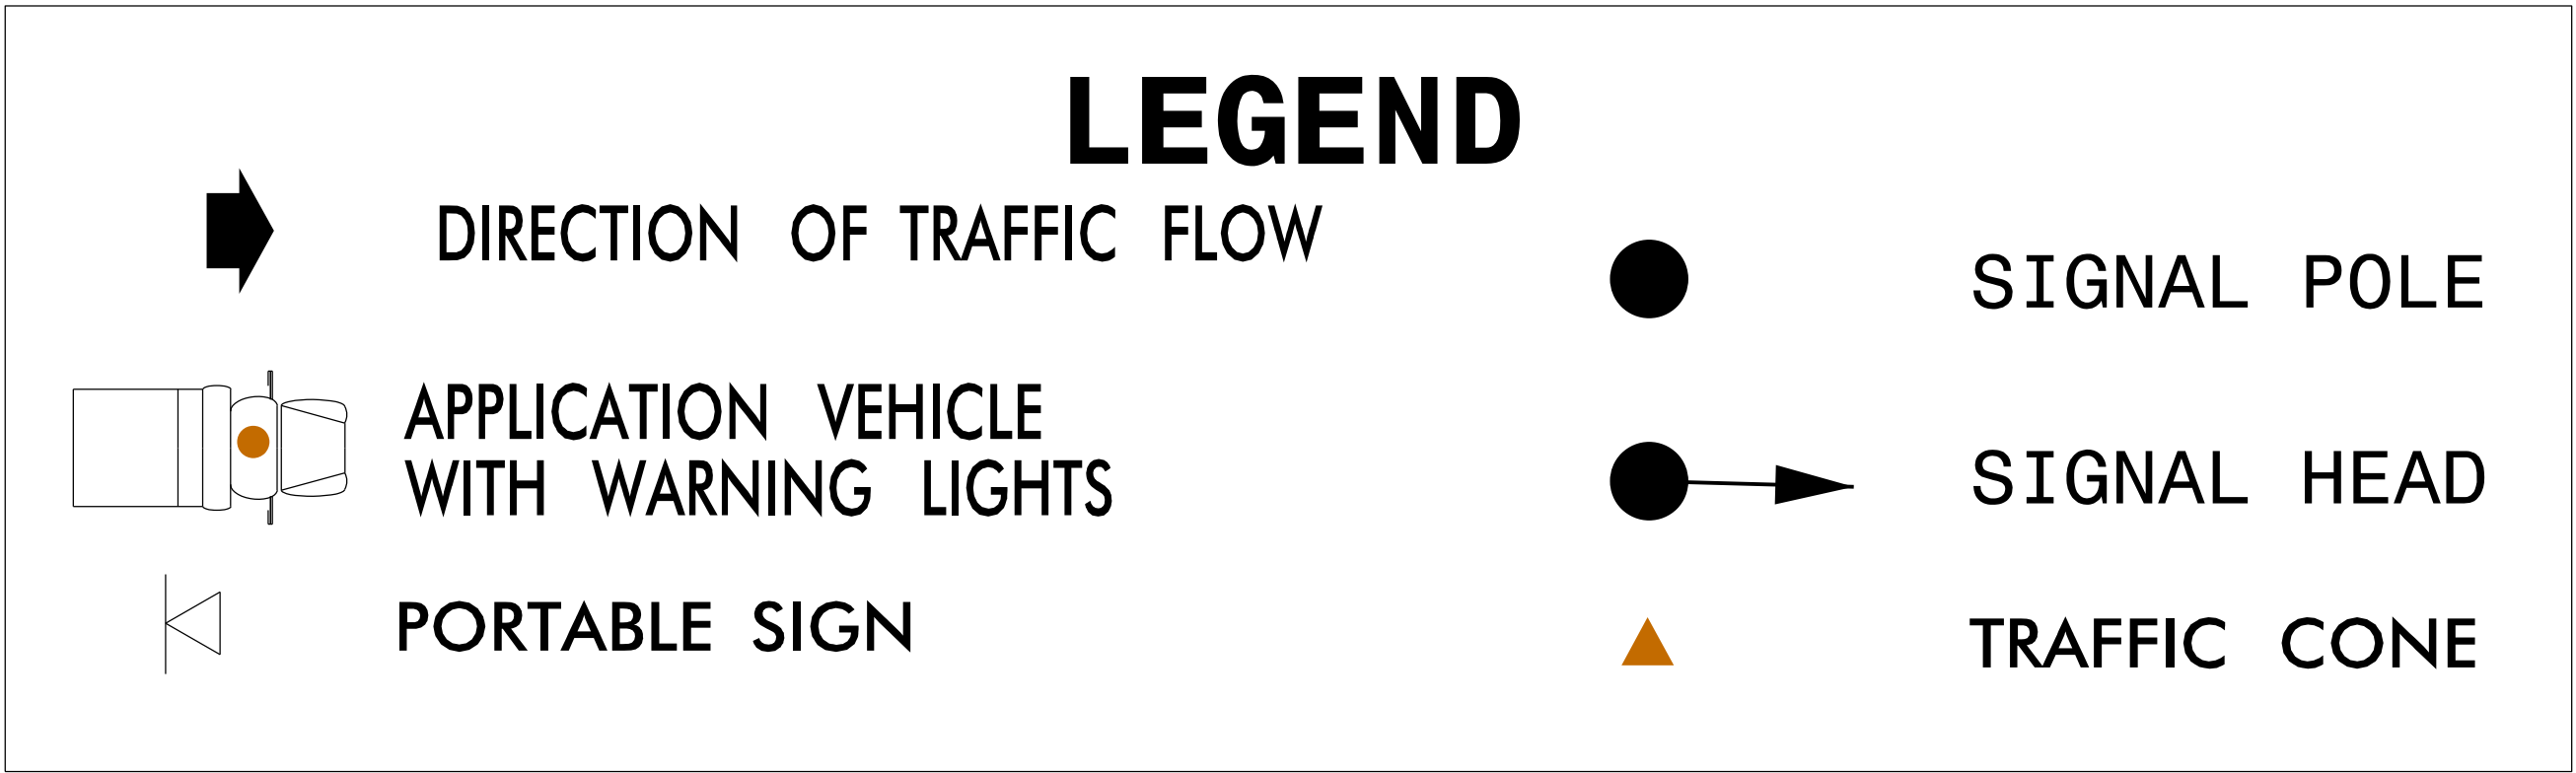 LEGEND
DIRECTION OF TRAFFIC FLOW
APPLICATION VEHICLE
WITH WARNING LIGHTS
PORTABLE SIGN
SIGNAL POLE
SIGNAL HEAD
TRAFFIC CONE